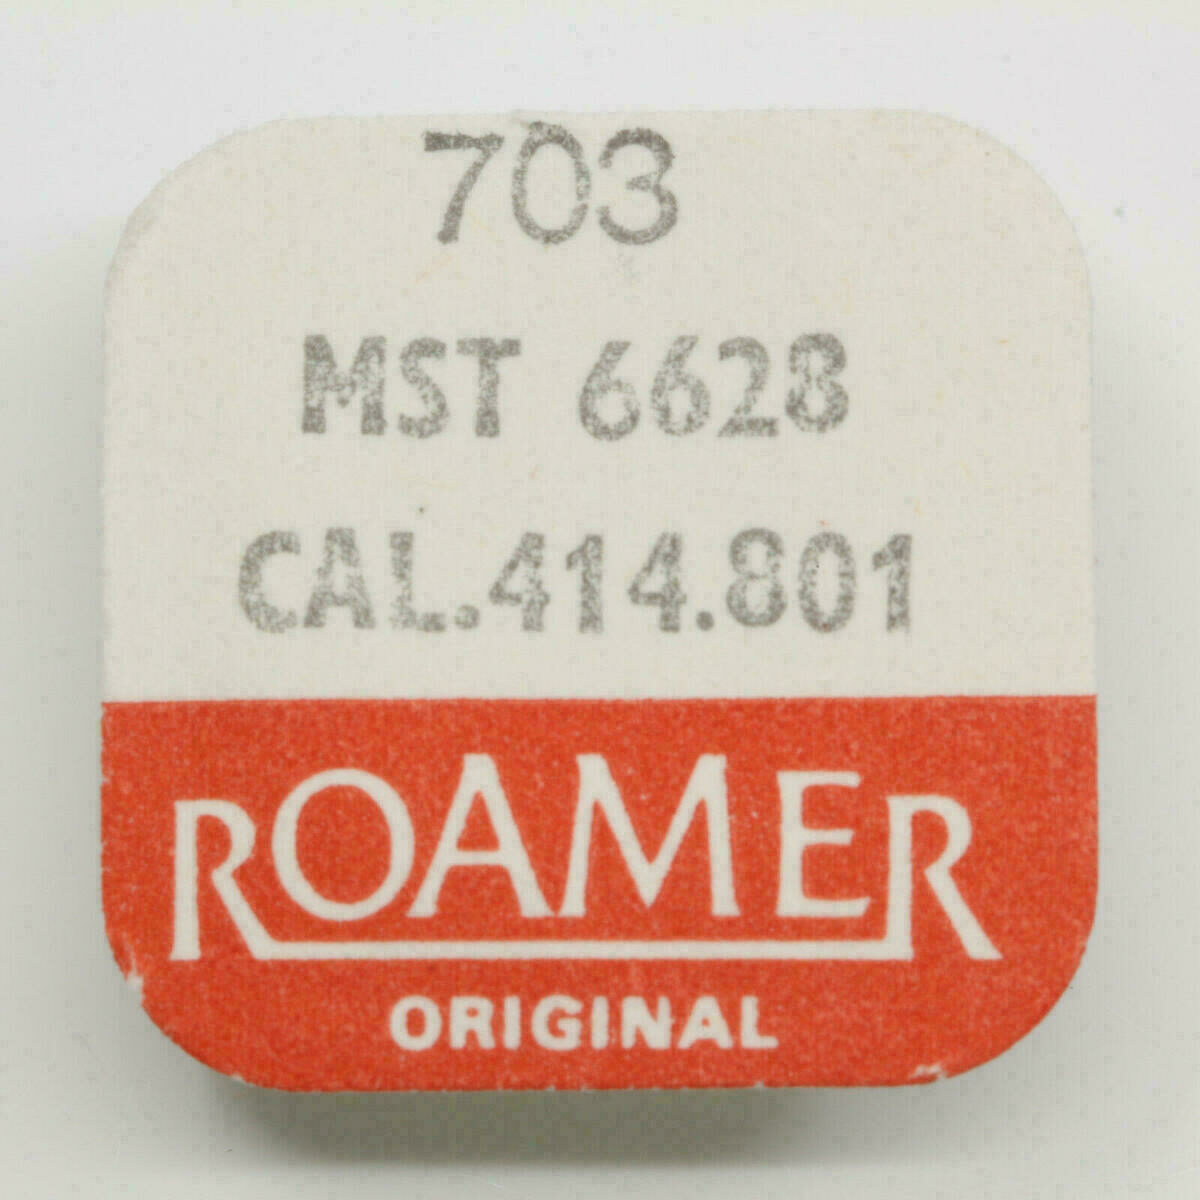 703
MST 6628
CAL.414.801
ROAMER
ORIGINAL